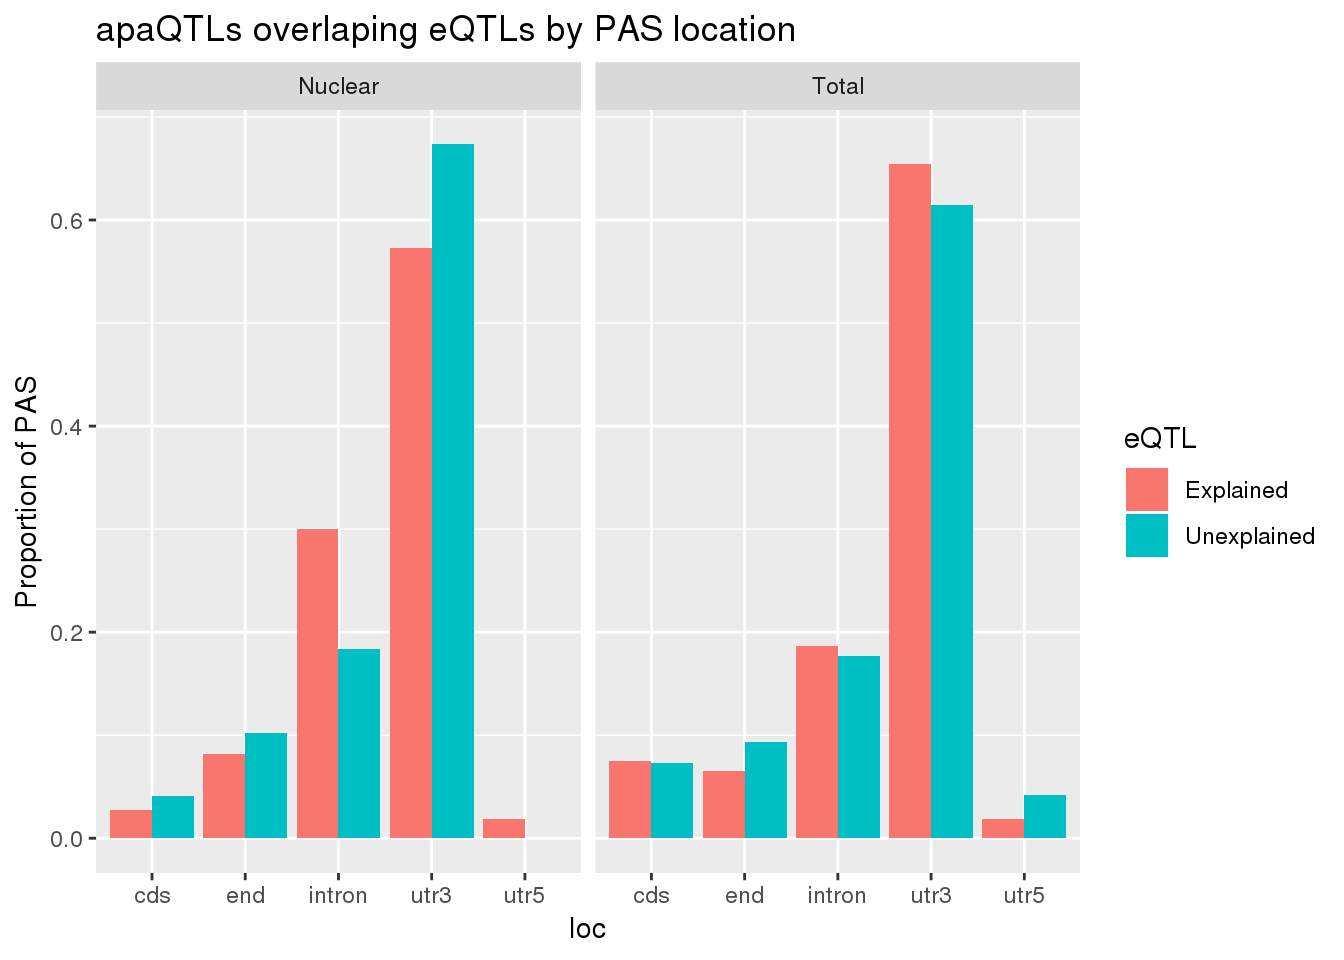 apaQTLs overlaping eQTLs by PAS location
Nuclear
Total
Proportion of PAS
0.6
0.4
0.2
0.0
cds end intron utr3 utr5
cds end intron utr3 utr5
loc
eQTL
Explained
Unexplained